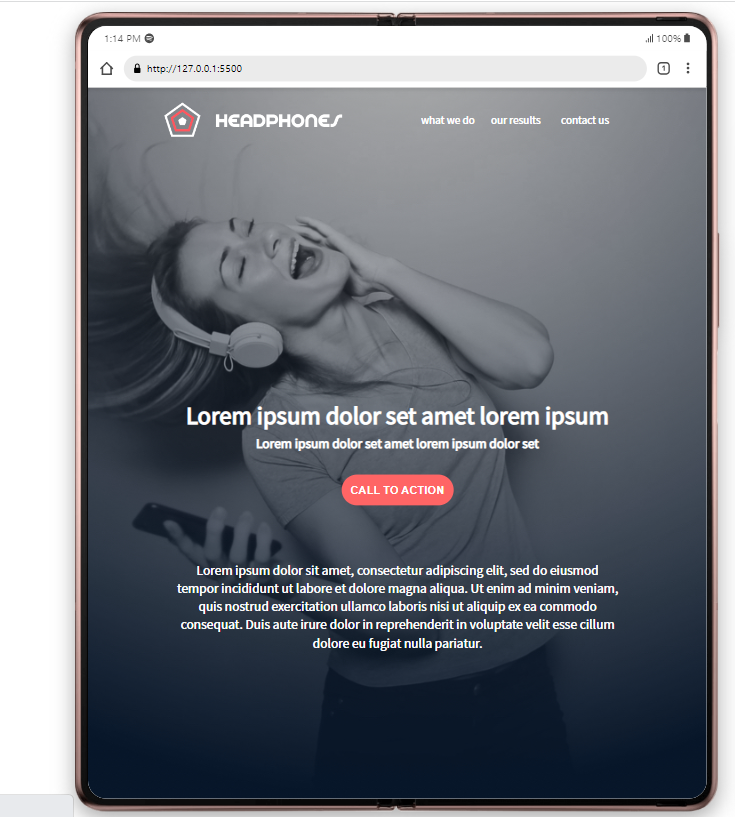 1:14 PM
100%
http://127.0.0.1:5500
1
HEADPHONES
what we do
our results
contact us
Lorem ipsum dolor set amet lorem ipsum
Lorem ipsum dolor set amet lorem ipsum dolor set
CALL TO ACTION
Lorem ipsum dolor sit amet, consectetur adipiscing elit, sed do eiusmod
tempor incididunt ut labore et dolore magna aliqua. Ut enim ad minim veniam,
quis nostrud exercitation ullamco laboris nisi ut aliquip ex ea commodo
consequat. Duis aute irure dolor in reprehenderit in voluptate velit esse cillum
dolore eu fugiat nulla pariatur.